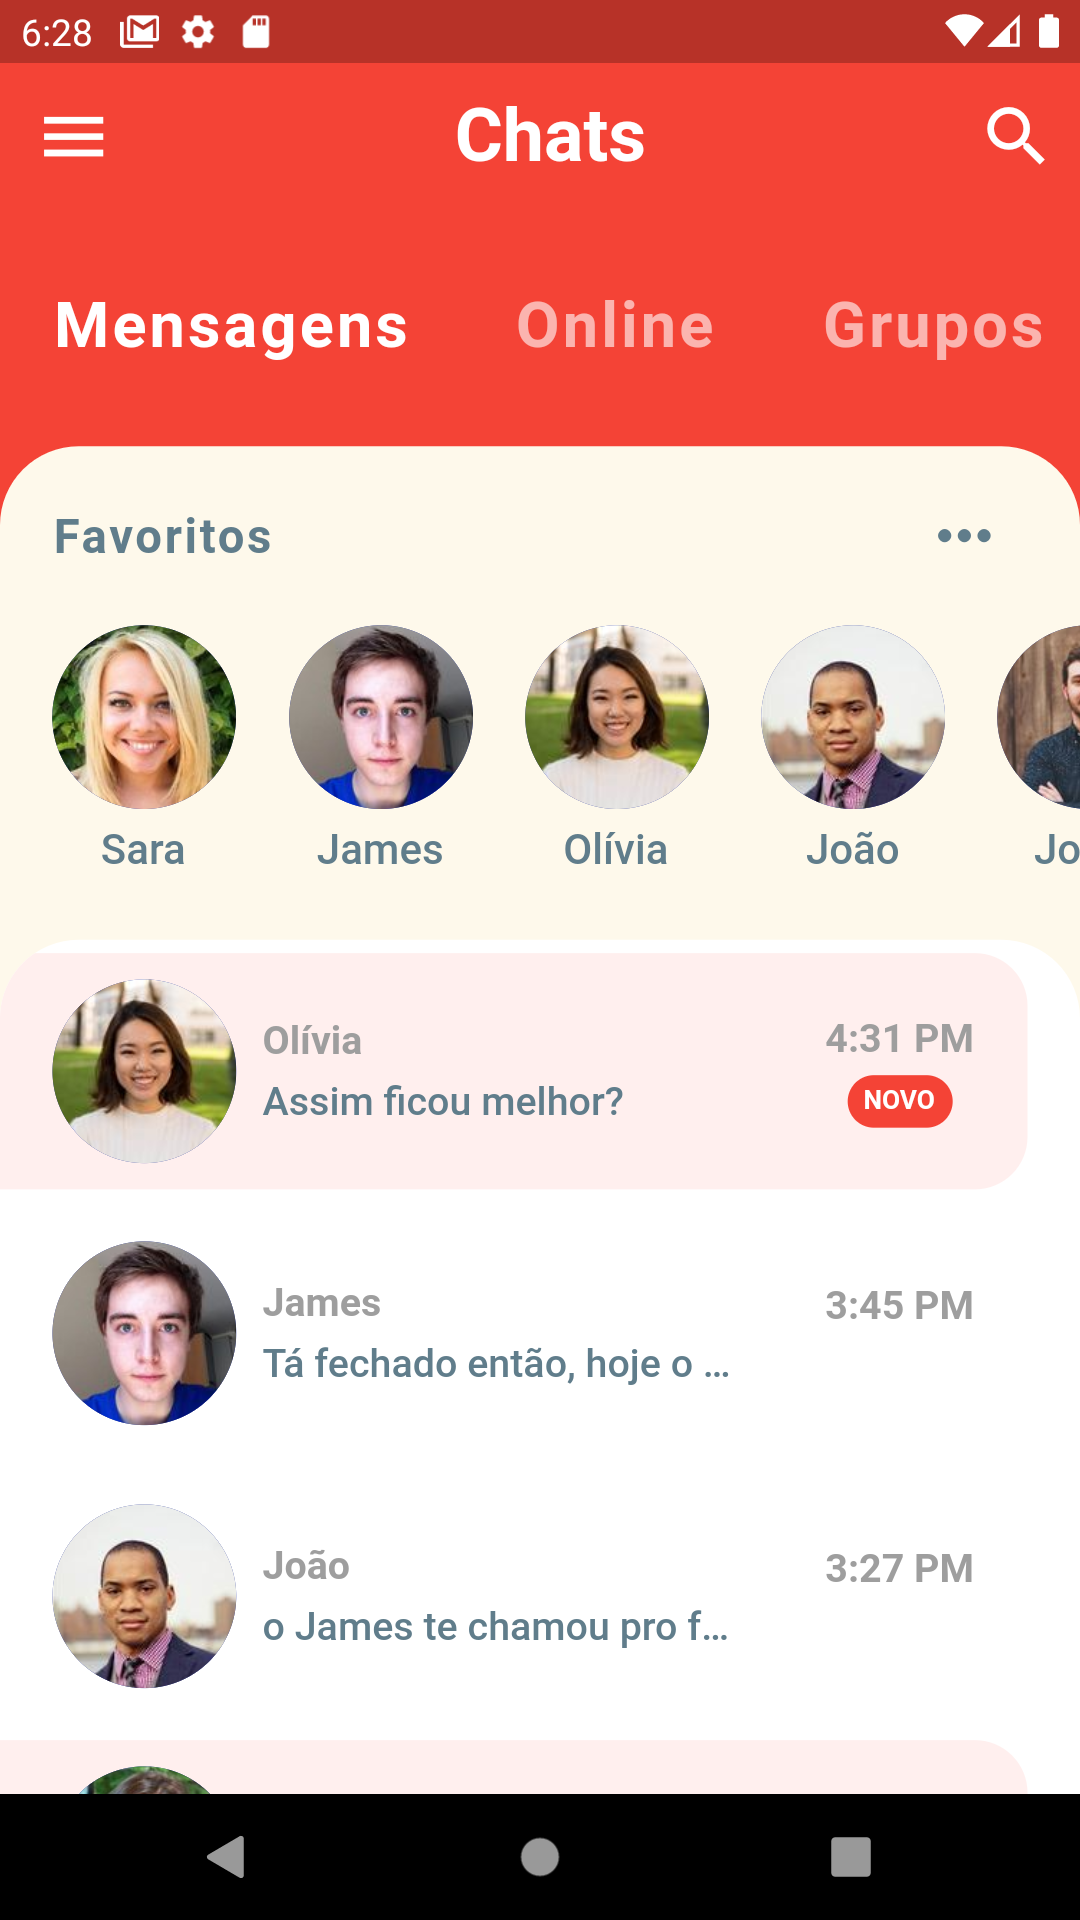 6:28
Chats
Mensagens Online Grupos
Favoritos
Sara James Olívia João Jo
Olívia 4:31 PM
Assim ficou melhor? NOVO
James 3:45 PM
Tá fechado então, hoje o ...
João 3:27 PM
o James te chamou pro f...